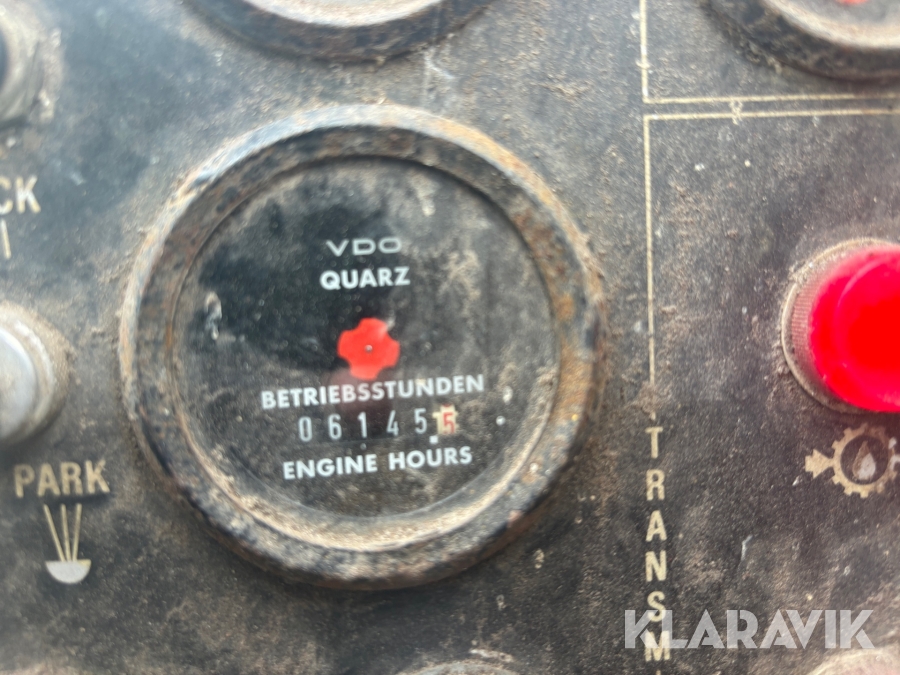 CK
VDO
QUARZ
BETRIEBSSTUNDEN
061455
ENGINE HOURS
PARK
TRANSM
KLARAVIK